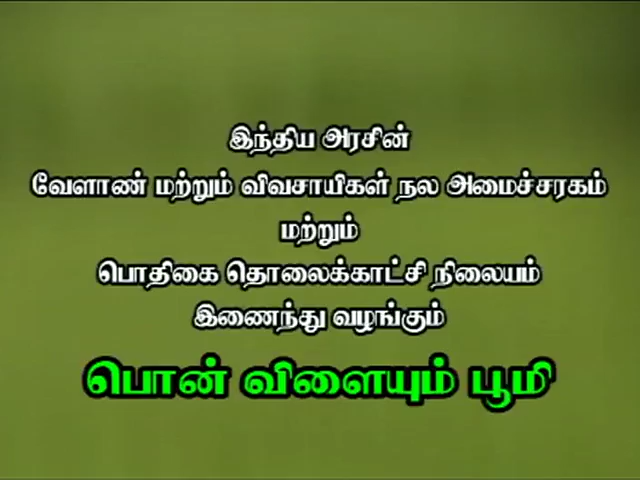 இந்திய அரசின்
வேளாண் மற்றும் விவசாயிகள் நல அமைச்சரகம்
மற்றும்
பொதிகை தொலைக்காட்சி நிலையம்
இணைந்து வழங்கும்
பொன் விளையும் பூமி